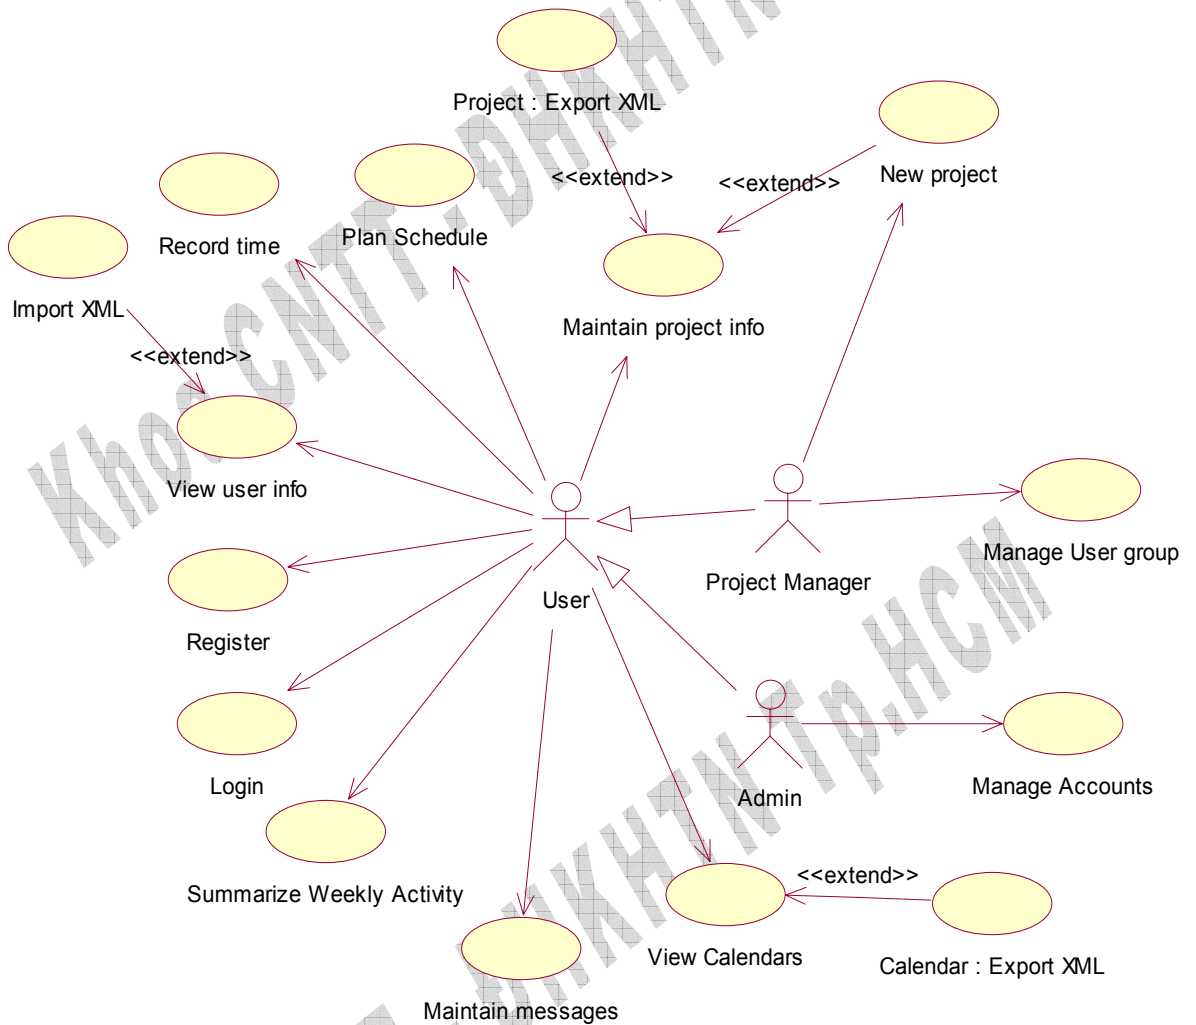 Project : Export XML
New project
<<extend>>
<<extend>>
Record time
Plan Schedule
Import XML
Maintain project info
<<extend>>
View user info
Manage User group
Project Manager
User
Register
Login
Admin
Manage Accounts
Summarize Weekly Activity
<<extend>>
View Calendars
Calendar : Export XML
Maintain messages
Khoa CNTT - ĐHKHTN
ĐHKHTN Tp.HCM